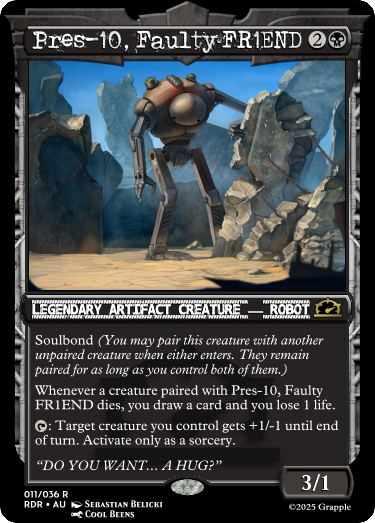 Pres-10, Faulty FR1END 2
LEGENDARY ARTIFACT CREATURE — ROBOT
Soulbond (You may pair this creature with another
unpaired creature when either enters. They remain
paired for as long as you control both of them.)
Whenever a creature paired with Pres-10, Faulty
FR1END dies, you draw a card and you lose 1 life.
: Target creature you control gets +1/-1 until end
of turn. Activate only as a sorcery.
“DO YOU WANT… A HUG?”
3/1
011/036 R
RDR • AU SEBASTIAN BELICKI
COOL BEENS
©2025 Grapple